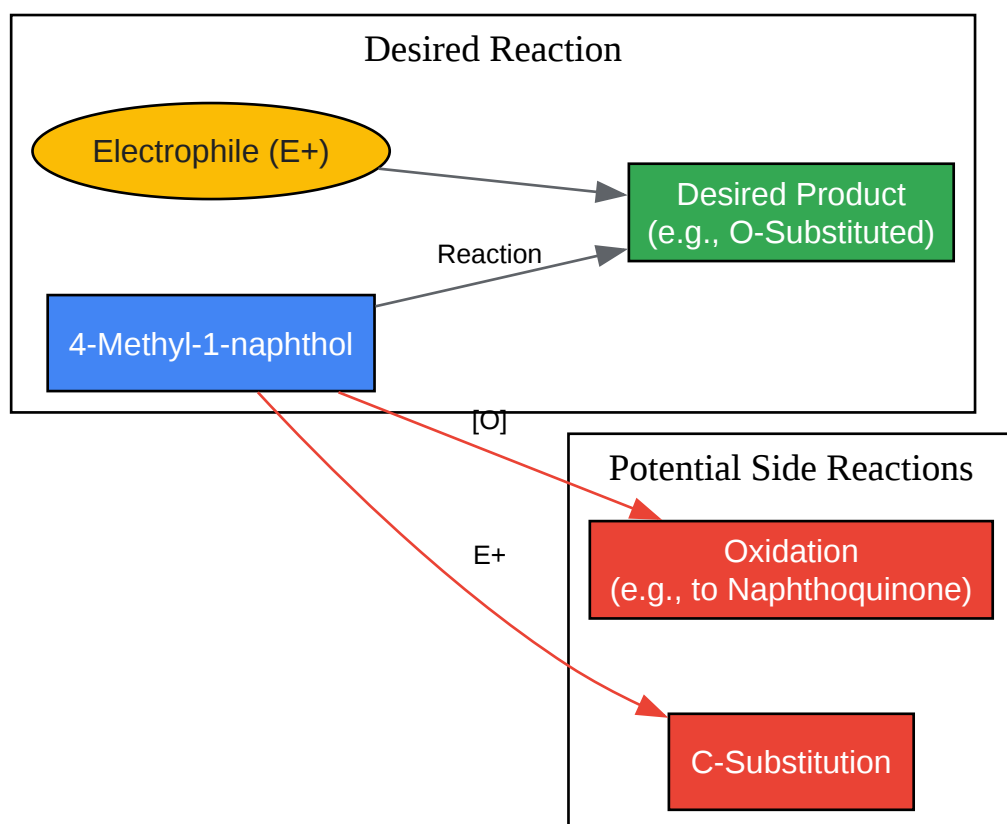 Desired Reaction
Electrophile (E+)
Desired Product
(e.g., O-Substituted)
Reaction
4-Methyl-1-naphthol
[O]
Potential Side Reactions
Oxidation
(e.g., to Naphthoquinone)
E+
C-Substitution